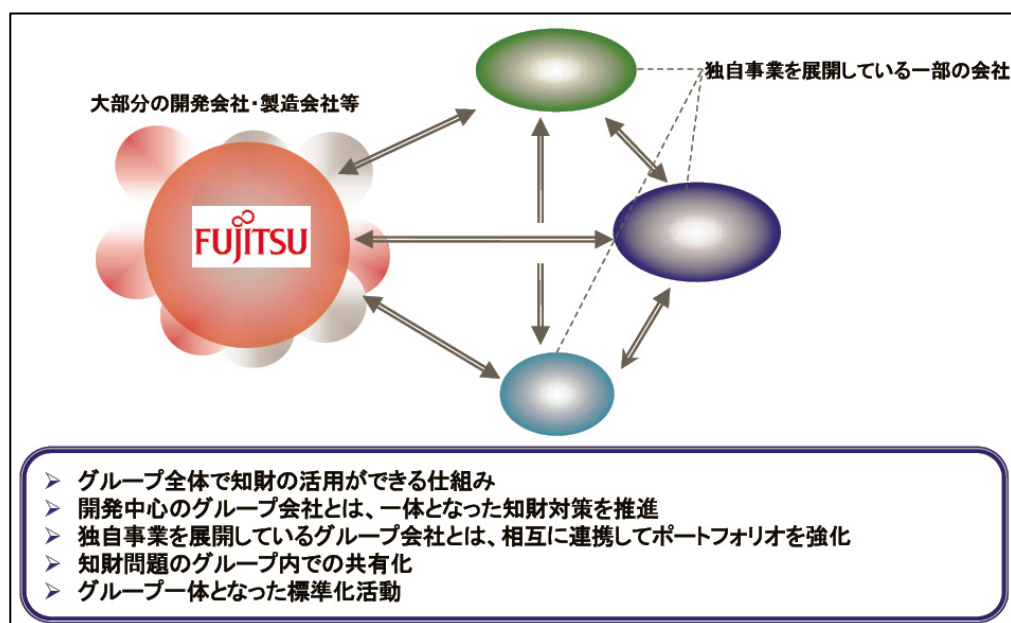 独自事業を展開している一部の会社
大部分の開発会社・製造会社等
FUJITSU
➢ グループ全体で知財の活用ができる仕組み
➢ 開発中心のグループ会社とは、一体となった知財対策を推進
➢ 独自事業を展開しているグループ会社とは、相互に連携してポートフォリオを強化
➢ 知財問題のグループ内での共有化
➢ グループ一体となった標準化活動